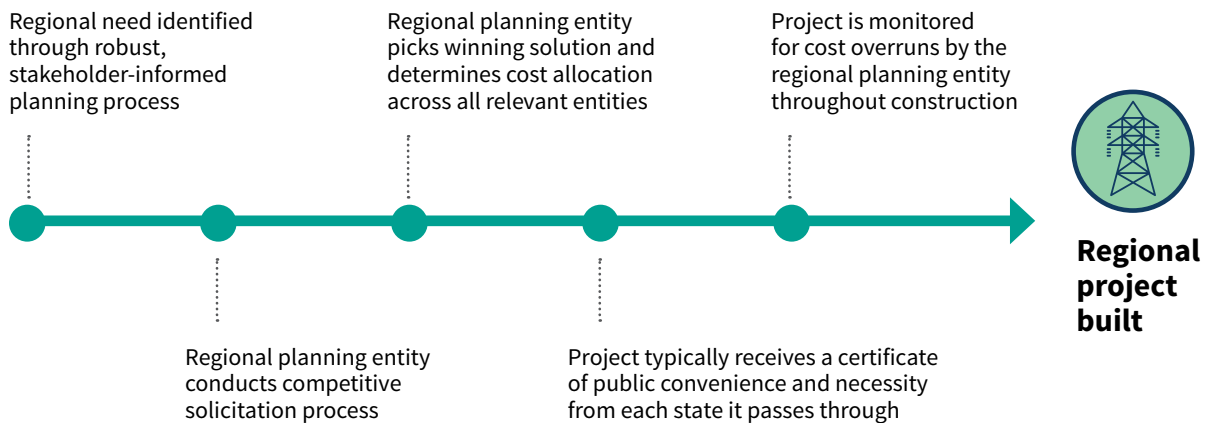 Regional need identified
through robust,
stakeholder-informed
planning process
Regional planning entity
conducts competitive
solicitation process
Regional planning entity
picks winning solution and
determines cost allocation
across all relevant entities
Project typically receives a certificate
of public convenience and necessity
from each state it passes through
Project is monitored
for cost overruns by the
regional planning entity
throughout construction
Regional
project
built